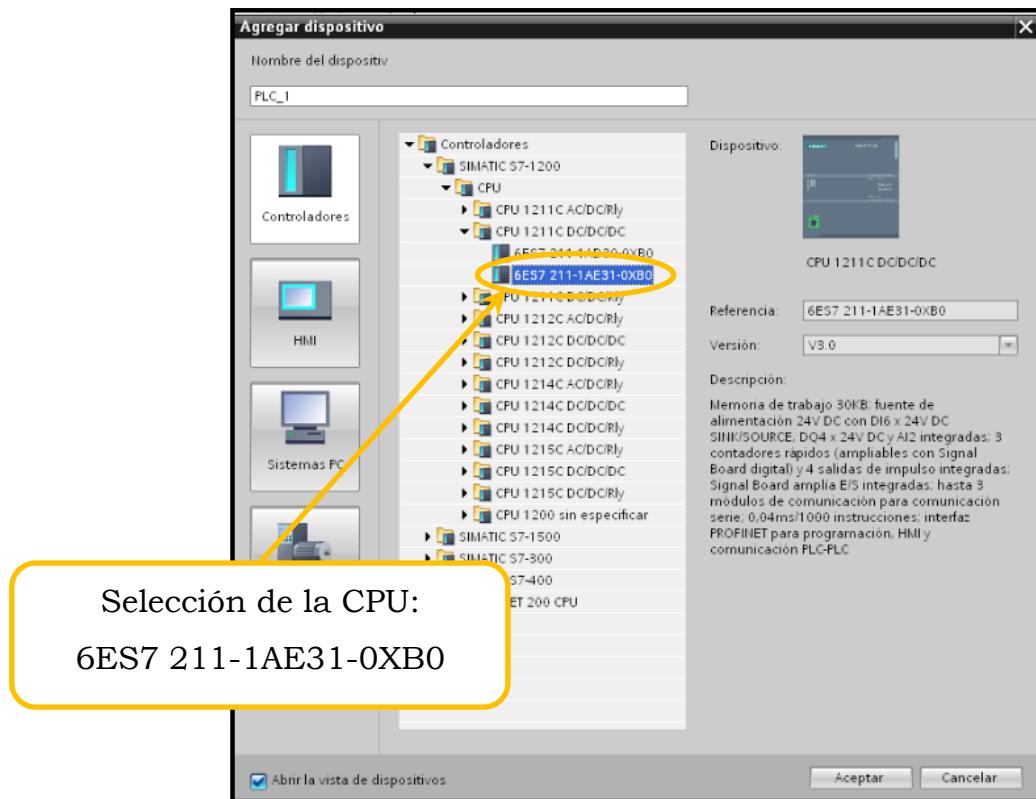 Agregar dispositivo
Nombre del dispositiv
PLC_1
Controladores
HMI
Sistemas PC
Controladores
SIMATIC S7-1200
CPU
CPU 1211C AC/DC/Rly
CPU 1211C DC/DC/DC
6ES7 211-1AE31-0XB0
CPU 1211C DC/DC/Rly
CPU 1212C AC/DC/Rly
CPU 1212C DC/DC/DC
CPU 1212C DC/DC/Rly
CPU 1214C AC/DC/Rly
CPU 1214C DC/DC/DC
CPU 1214C DC/DC/Rly
CPU 1215C AC/DC/Rly
CPU 1215C DC/DC/DC
CPU 1215C DC/DC/Rly
CPU 1200 sin especificar
SIMATIC S7-1500
SIMATIC S7-300
S7-400
ET 200 CPU
Dispositivo:
CPU 1211C DC/DC/DC
Referencia: 6ES7 211-1AE31-0XB0
Versión: V3.0
Descripción:
Memoria de trabajo 30KB; fuente de
alimentación 24V DC con DI6 x 24V DC
SINK/SOURCE, DQ4 x 24V DC y AI2 integradas; 3
contadores rápidos (ampliables con Signal
Board digital) y 4 salidas de impulso integradas;
Signal Board amplía E/S integradas; hasta 3
módulos de comunicación para comunicación
serie; 0,04ms/1000 instrucciones; interfaz
PROFINET para programación, HMI y
comunicación PLC-PLC
Selección de la CPU:
6ES7 211-1AE31-0XB0
Abrir la vista de dispositivos
Aceptar
Cancelar